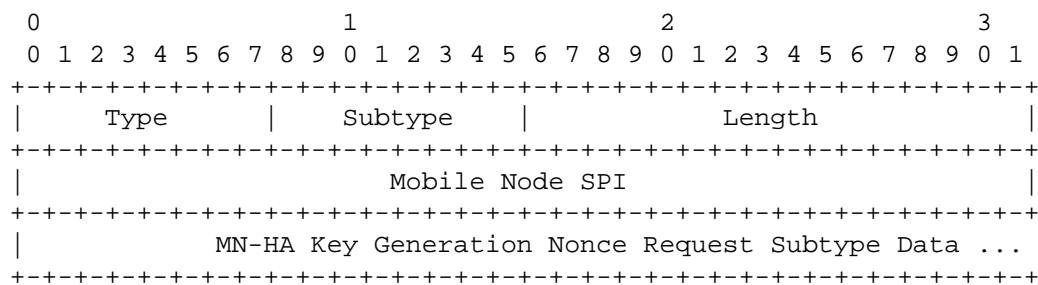 0                   1                   2                   3
 0 1 2 3 4 5 6 7 8 9 0 1 2 3 4 5 6 7 8 9 0 1 2 3 4 5 6 7 8 9 0 1
+-+-+-+-+-+-+-+-+-+-+-+-+-+-+-+-+-+-+-+-+-+-+-+-+-+-+-+-+-+-+-+-+
|     Type      |    Subtype    |            Length             |
+-+-+-+-+-+-+-+-+-+-+-+-+-+-+-+-+-+-+-+-+-+-+-+-+-+-+-+-+-+-+-+-+
|                       Mobile Node SPI                         |
+-+-+-+-+-+-+-+-+-+-+-+-+-+-+-+-+-+-+-+-+-+-+-+-+-+-+-+-+-+-+-+-+
|            MN-HA Key Generation Nonce Request Subtype Data ...
+-+-+-+-+-+-+-+-+-+-+-+-+-+-+-+-+-+-+-+-+-+-+-+-+-+-+-+-+-+-+-+-+